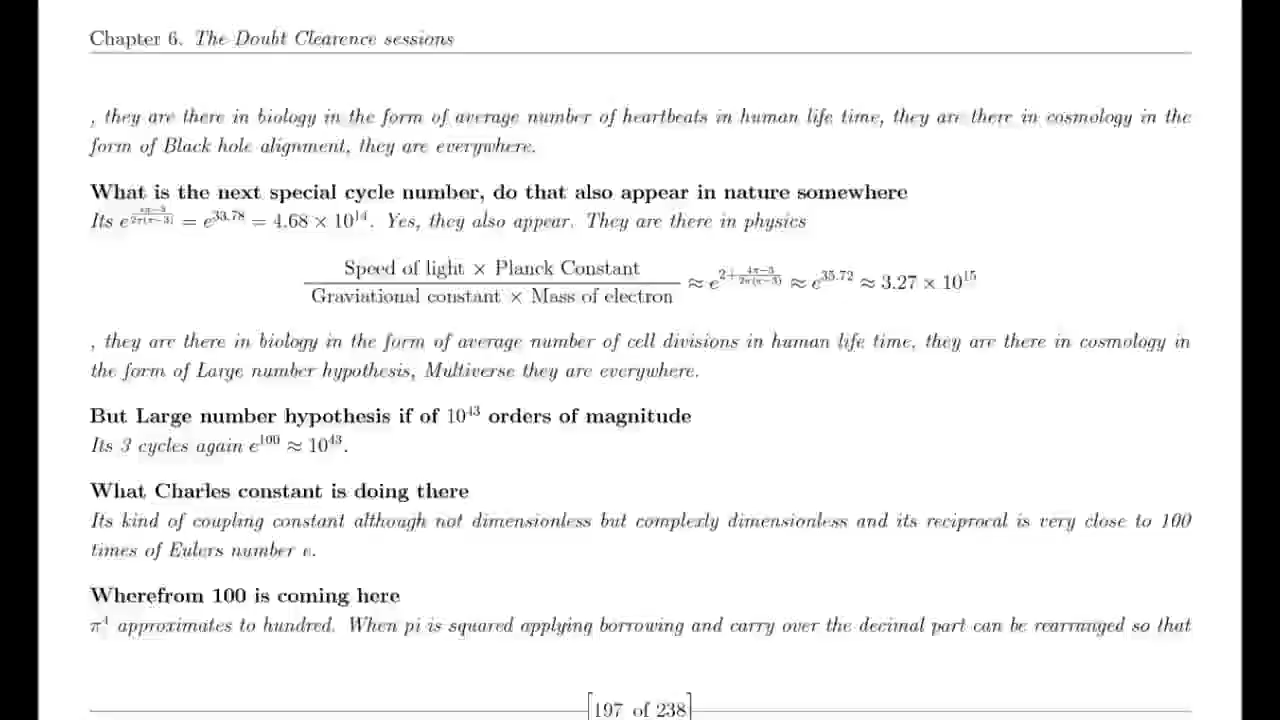 Chapter 6. The Doubt Clearence sessions
, they are there in biology in the form of average number of heartbeats in human life time, they are there in cosmology in the
form of Black hole alignment, they are everywhere.
What is the next special cycle number, do that also appear in nature somewhere
Its e^{π−3 / 2π(π−3)} = e^{33.78} = 4.68 × 10^{14}. Yes, they also appear. They are there in physics
Speed of light × Planck Constant
Graviational constant × Mass of electron ≈ e^{2+ 4π−3 / 2π(π−3)} ≈ e^{35.72} ≈ 3.27 × 10^{15}
, they are there in biology in the form of average number of cell divisions in human life time, they are there in cosmology in
the form of Large number hypothesis, Multiverse they are everywhere.
But Large number hypothesis if of 10^{43} orders of magnitude
Its 3 cycles again e^{100} ≈ 10^{43}.
What Charles constant is doing there
Its kind of coupling constant although not dimensionless but complexly dimensionless and its reciprocal is very close to 100
times of Eulers number e.
Wherefrom 100 is coming here
π^4 approximates to hundred. When pi is squared applying borrowing and carry over the decimal part can be rearranged so that
[197 of 238]